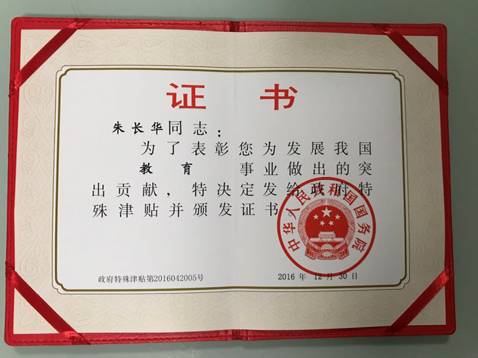 证 书
朱长华同志：
为了表彰您为发展我国
教育 事业做出的突
出贡献，特决定发给政府特
殊津贴并颁发证书
中华人民共和国国务院
政府特殊津贴第2016042005号
2016 年 12 月 30 日